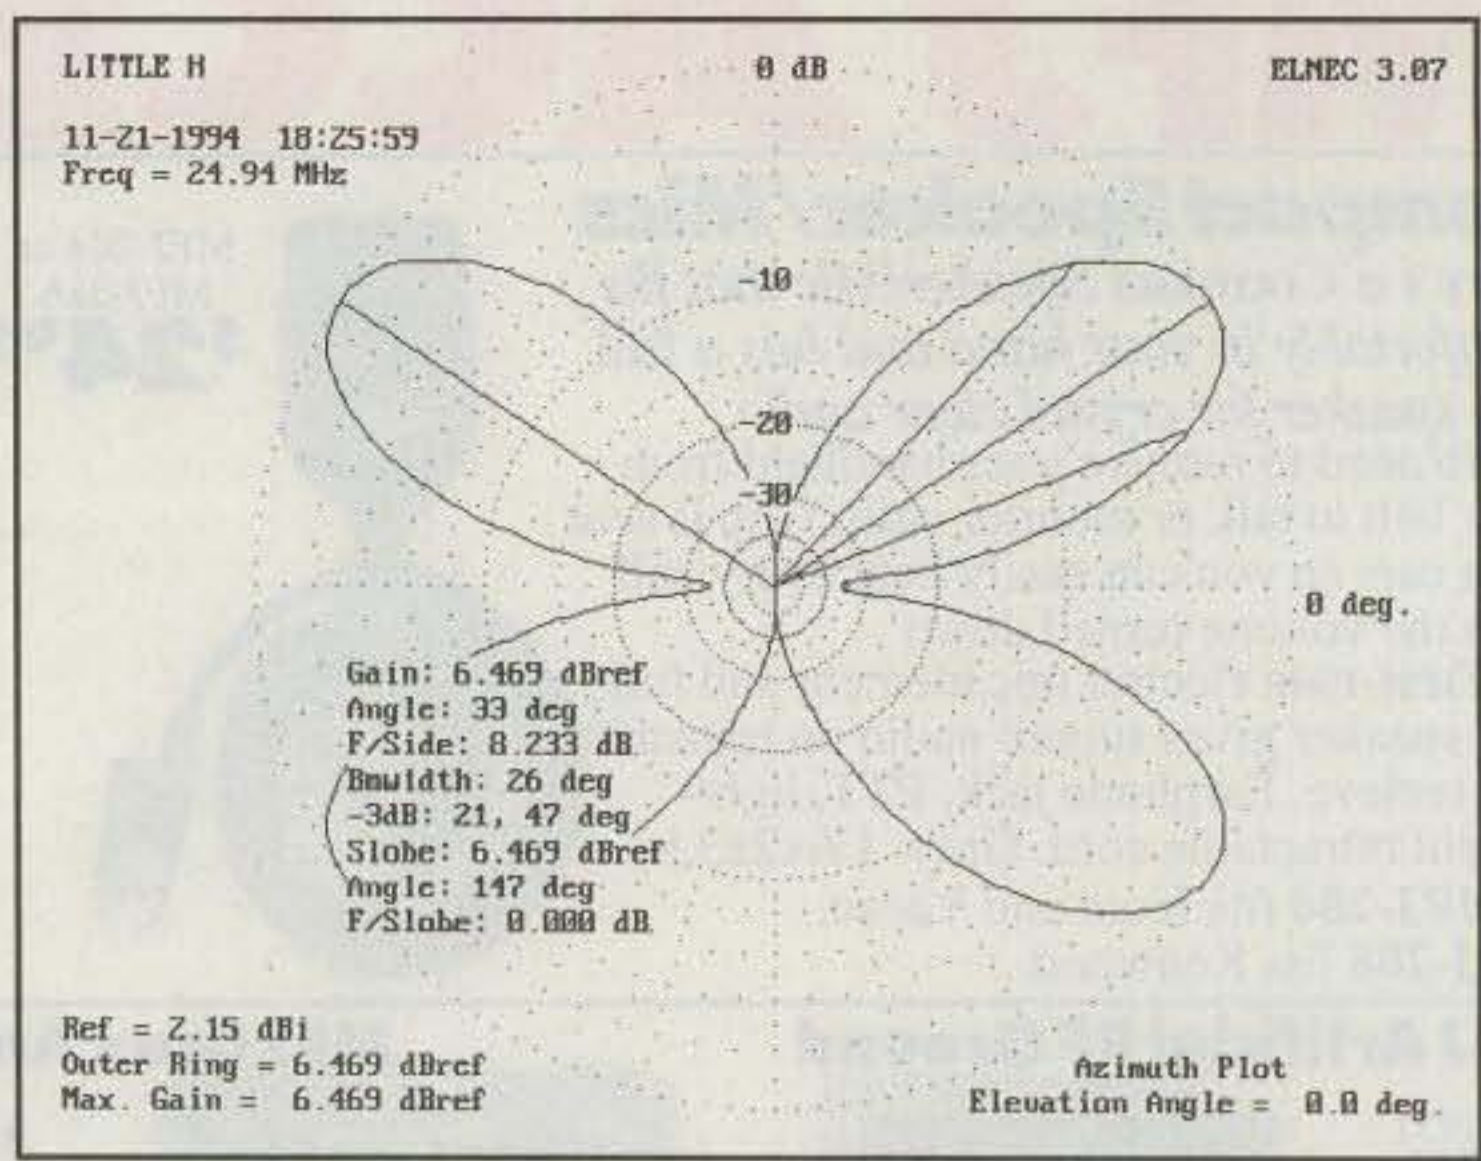 LITTLE H
0 dB
ELNEC 3.07
11-21-1994 18:25:59
Freq = 24.94 MHz
-10
-20
-30
0 deg.
Gain: 6.469 dBref
Angle: 33 deg
F/Side: 8.233 dB
Bmwidth: 26 deg
-3dB: 21, 47 deg
Slobe: 6.469 dBref
Angle: 147 deg
F/Slobe: 0.000 dB
Ref = 2.15 dBi
Outer Ring = 6.469 dBref
Max. Gain = 6.469 dBref
Azimuth Plot
Elevation Angle = 0.0 deg.